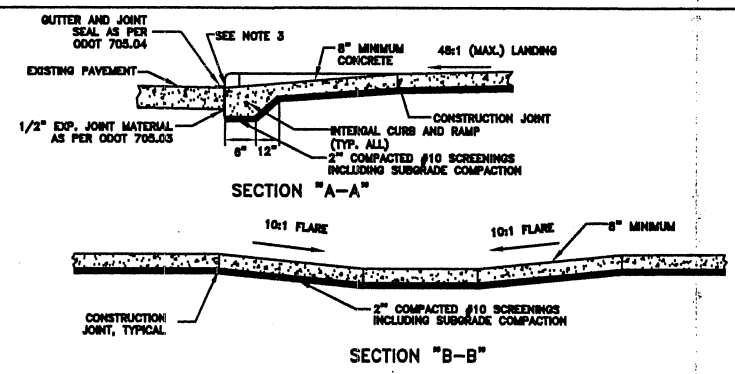 GUTTER AND JOINT
SEAL AS PER
ODOT 705.04
SEE NOTE 3
8" MINIMUM
CONCRETE
48:1 (MAX.) LANDING
EXISTING PAVEMENT
1/2" EXP. JOINT MATERIAL
AS PER ODOT 705.03
CONSTRUCTION JOINT
INTERGAL CURB AND RAMP
(TYP. ALL)
6" 12"
2" COMPACTED #10 SCREENINGS
INCLUDING SUBGRADE COMPACTION
SECTION "A-A"
10:1 FLARE
10:1 FLARE
8" MINIMUM
CONSTRUCTION
JOINT, TYPICAL
2" COMPACTED #10 SCREENINGS
INCLUDING SUBGRADE COMPACTION
SECTION "B-B"